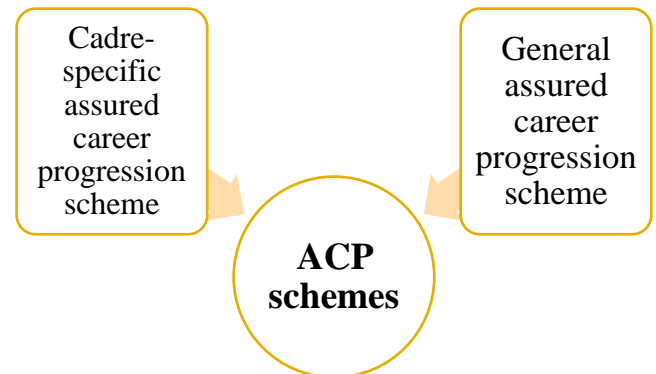 Cadre-
specific
assured
career
progression
scheme
General
assured
career
progression
scheme
ACP
schemes